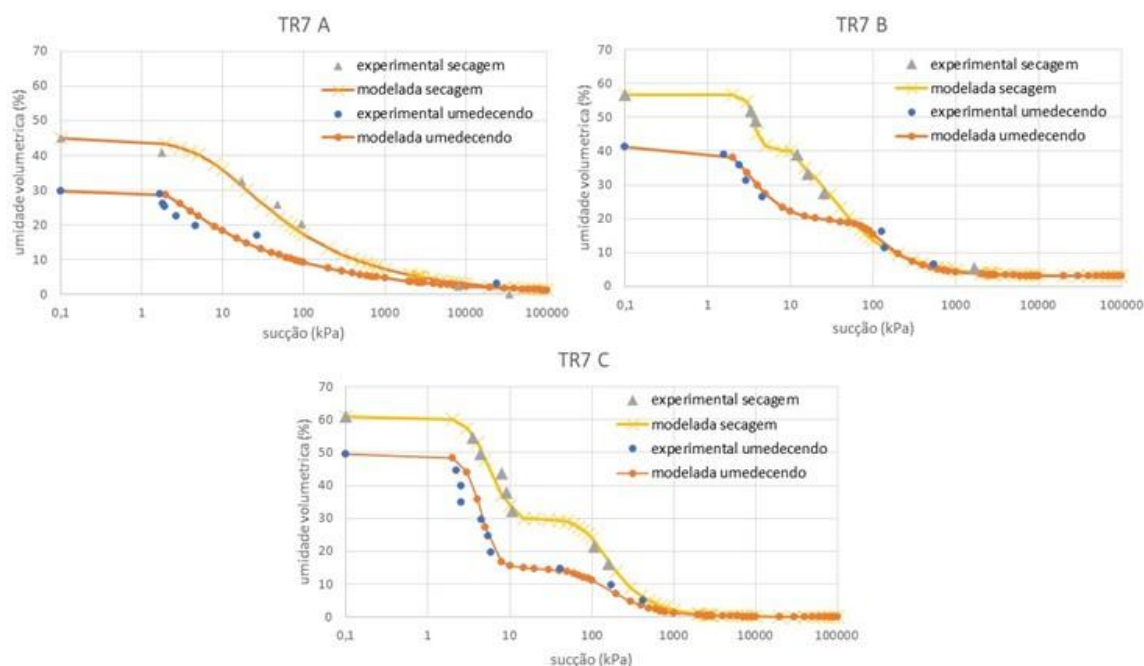 TR7 A
70
60
50
40
30
20
10
0
umidade volumetrica (%)
experimental secagem
modelada secagem
experimental umedecendo
modelada umedecendo
0,1 1 10 100 1000 10000 100000
sucção (kPa)
TR7 B
70
60
50
40
30
20
10
0
umidade volumetrica (%)
experimental secagem
modelada secagem
experimental umedecendo
modelada umedecendo
0,1 1 10 100 1000 10000 100000
sucção (kPa)
TR7 C
70
60
50
40
30
20
10
0
umidade volumetrica (%)
experimental secagem
modelada secagem
experimental umedecendo
modelada umedecendo
0,1 1 10 100 1000 10000 100000
sucção (kPa)